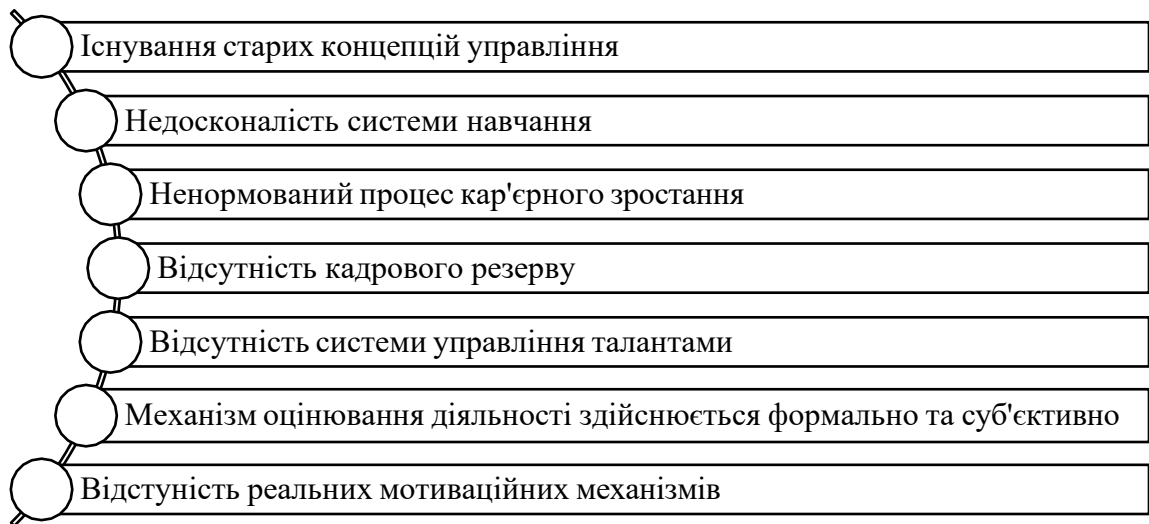 Існування старих концепцій управління
Недосконалість системи навчання
Ненормований процес кар'єрного зростання
Відсутність кадрового резерву
Відсутність системи управління талантами
Механізм оцінювання діяльності здійснюється формально та суб'єктивно
Відстуність реальних мотиваційних механізмів